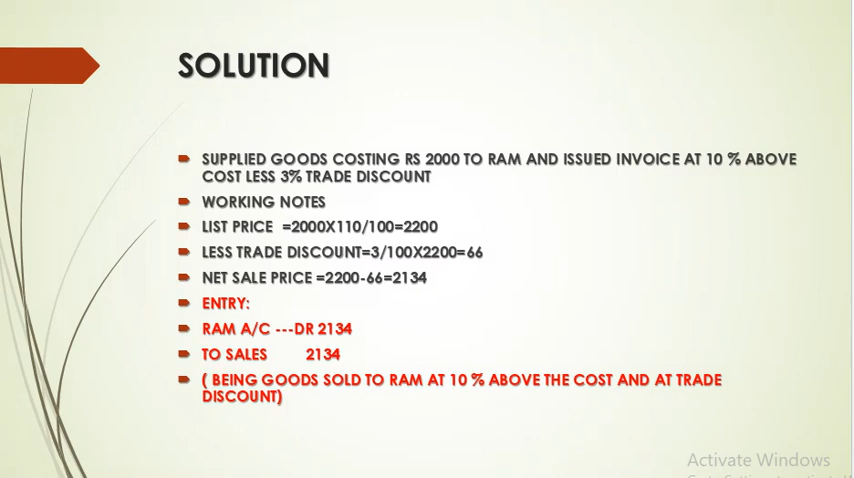 SOLUTION
SUPPLIED GOODS COSTING RS 2000 TO RAM AND ISSUED INVOICE AT 10 % ABOVE
COST LESS 3% TRADE DISCOUNT
WORKING NOTES
LIST PRICE =2000X110/100=2200
LESS TRADE DISCOUNT=3/100X2200=66
NET SALE PRICE =2200-66=2134
ENTRY:
RAM A/C ---DR 2134
TO SALES 2134
( BEING GOODS SOLD TO RAM AT 10 % ABOVE THE COST AND AT TRADE
DISCOUNT)
Activate Windows